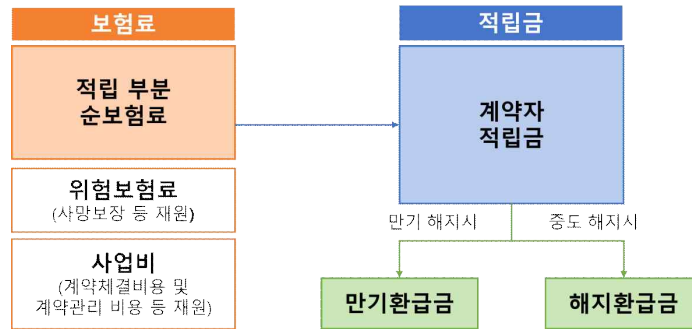 보험료
적립 부분
순보험료
위험보험료
(사망보장 등 재원)
사업비
(계약체결비용 및
계약관리 비용 등 재원)
적립금
계약자
적립금
만기 해지시
중도 해지시
만기환급금
해지환급금